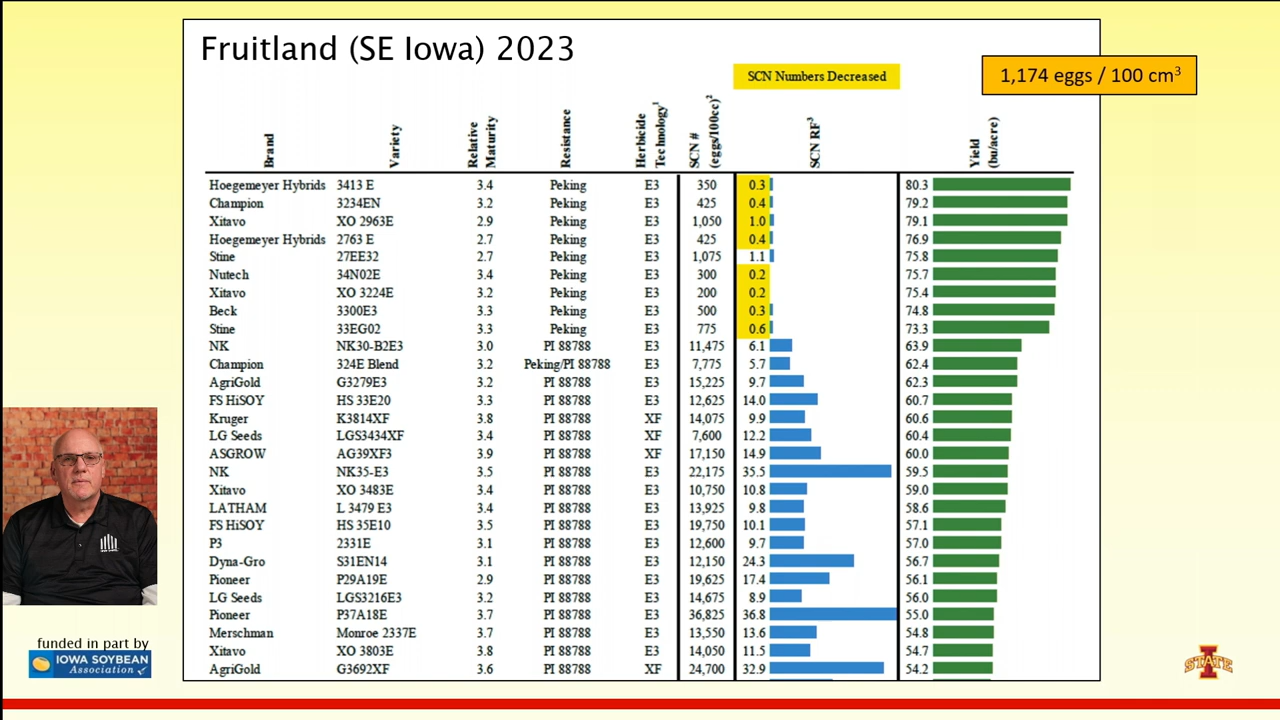 Fruitland (SE Iowa) 2023
1,174 eggs / 100 cm³
SCN Numbers Decreased
Brand Variety Relative Maturity Resistance Herbicide Technology¹ SCN # (eggs/100cc)² SCN RF³ Yield (bu/acre)
Hoegemeyer Hybrids 3413 E 3.4 Peking E3 350 0.3 80.3
Champion 3234EN 3.2 Peking E3 425 0.4 79.2
Xitavo XO 2963E 2.9 Peking E3 1,050 1.0 79.1
Hoegemeyer Hybrids 2763 E 2.7 Peking E3 425 0.4 76.9
Stine 27EE32 2.7 Peking E3 1,075 1.1 75.8
Nutech 34N02E 3.4 Peking E3 300 0.2 75.7
Xitavo XO 3224E 3.2 Peking E3 200 0.2 75.4
Beck 3300E3 3.3 Peking E3 500 0.3 74.8
Stine 33EG02 3.3 Peking E3 775 0.6 73.3
NK NK30-B2E3 3.0 PI 88788 E3 11,475 6.1 63.9
Champion 324E Blend 3.2 Peking/PI 88788 E3 7,775 5.7 62.4
AgriGold G3279E3 3.2 PI 88788 E3 15,225 9.7 62.3
FS HiSOY HS 33E20 3.3 PI 88788 E3 12,625 14.0 60.7
Kruger K3814XF 3.8 PI 88788 XF 14,075 9.9 60.6
LG Seeds LGS3434XF 3.4 PI 88788 XF 7,600 12.2 60.4
ASGROW AG39XF3 3.9 PI 88788 XF 17,150 14.9 60.0
NK NK35-E3 3.5 PI 88788 E3 22,175 35.5 59.5
Xitavo XO 3483E 3.4 PI 88788 E3 10,750 10.8 59.0
LATHAM L 3479 E3 3.4 PI 88788 E3 13,925 9.8 58.6
FS HiSOY HS 35E10 3.5 PI 88788 E3 19,750 10.1 57.1
P3 2331E 3.1 PI 88788 E3 12,600 9.7 57.0
Dyna-Gro S31EN14 3.1 PI 88788 E3 12,150 24.3 56.7
Pioneer P29A19E 2.9 PI 88788 E3 19,625 17.4 56.1
LG Seeds LGS3216E3 3.2 PI 88788 E3 14,675 8.9 56.0
Pioneer P37A18E 3.7 PI 88788 E3 36,825 36.8 55.0
Merschman Monroe 2337E 3.7 PI 88788 E3 13,550 13.6 54.8
Xitavo XO 3803E 3.8 PI 88788 E3 14,050 11.5 54.7
AgriGold G3692XF 3.6 PI 88788 XF 24,700 32.9 54.2
funded in part by
IOWA SOYBEAN
Association
STATE